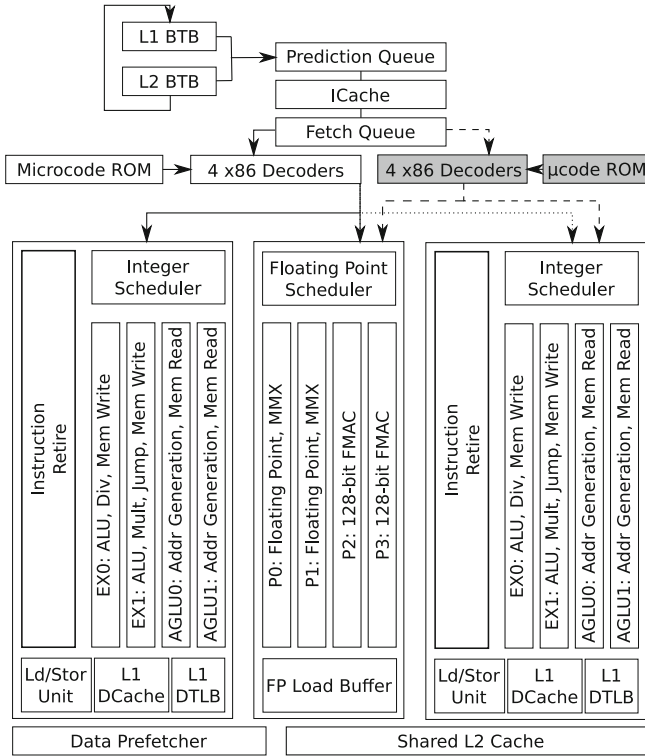 L1 BTB
L2 BTB
Prediction Queue
ICache
Fetch Queue
Microcode ROM
4 x86 Decoders
4 x86 Decoders
µcode ROM
Instruction
Retire
Integer
Scheduler
EX0: ALU, Div, Mem Write
EX1: ALU, Mult, Jump, Mem Write
AGLU0: Addr Generation, Mem Read
AGLU1: Addr Generation, Mem Read
Ld/Stor
Unit
L1
DCache
L1
DTLB
Floating Point
Scheduler
P0: Floating Point, MMX
P1: Floating Point, MMX
P2: 128-bit FMAC
P3: 128-bit FMAC
FP Load Buffer
Instruction
Retire
Integer
Scheduler
EX0: ALU, Div, Mem Write
EX1: ALU, Mult, Jump, Mem Write
AGLU0: Addr Generation, Mem Read
AGLU1: Addr Generation, Mem Read
Ld/Stor
Unit
L1
DCache
L1
DTLB
Data Prefetcher
Shared L2 Cache